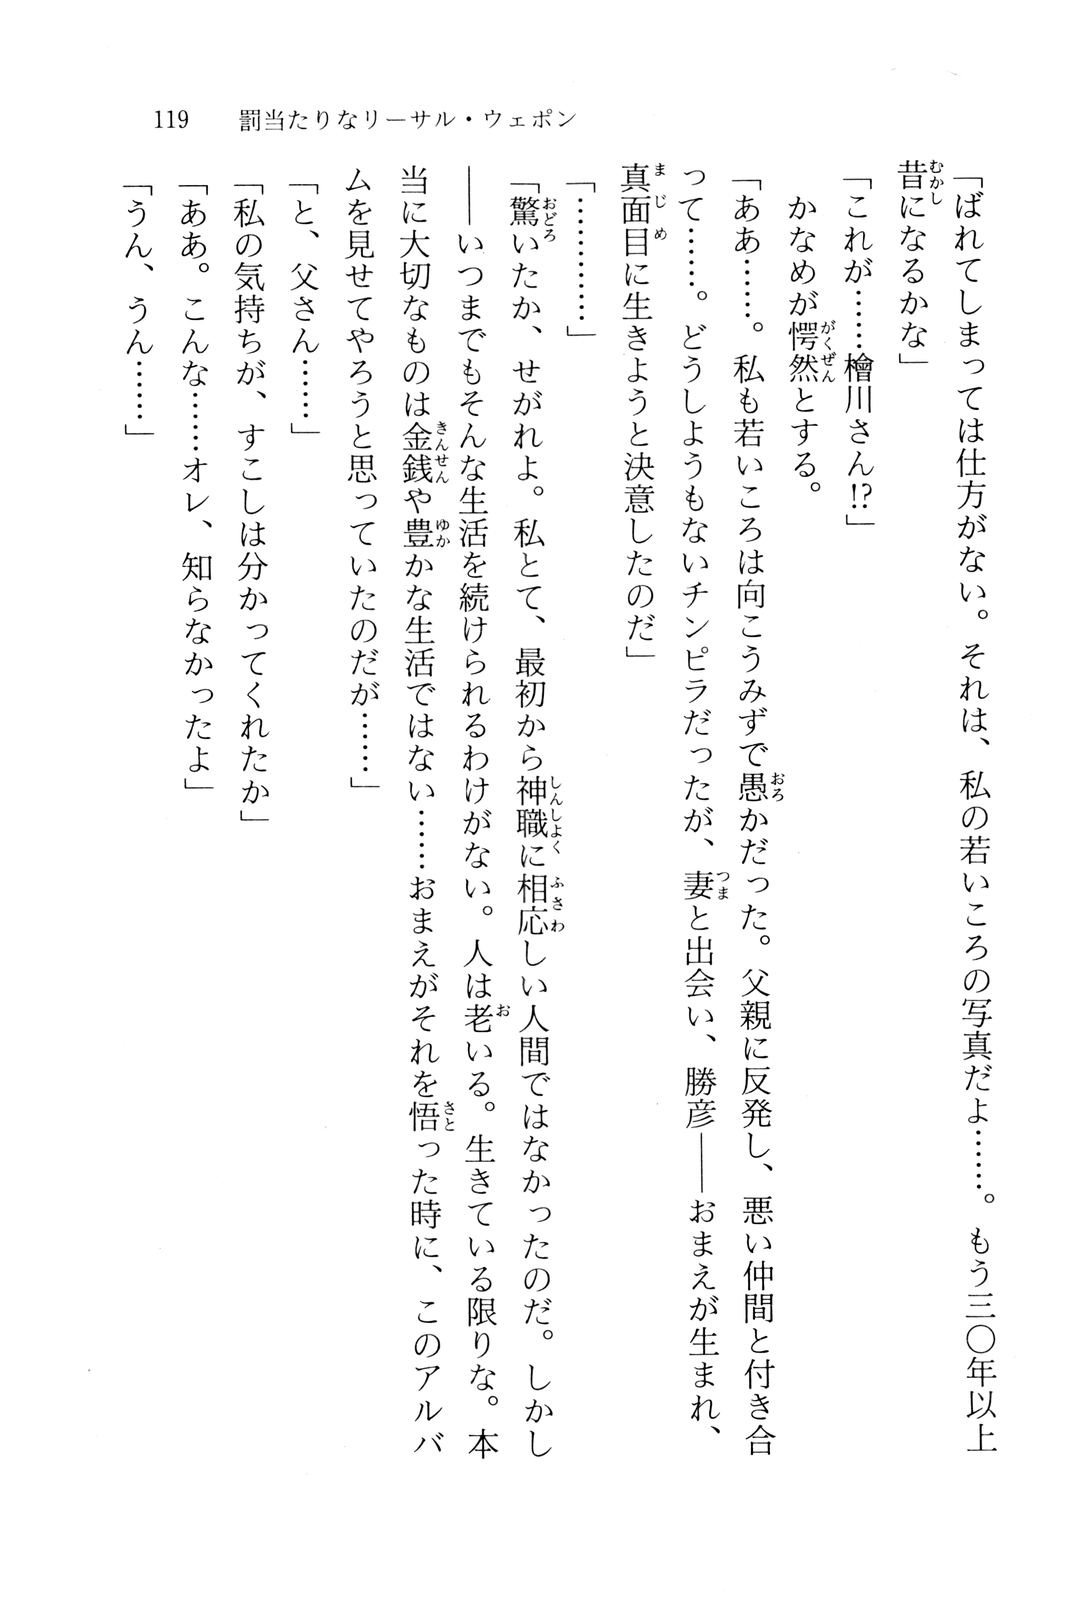 119 罰当たりなリーサル・ウェポン
「ばれてしまっては仕方がない。それは、私の若いころの写真だよ……。もう三〇年以上
昔になるかな」
「これが……檜川さん!?」
かなめが愕然とする。
「ああ……。私も若いころは向こうみずで愚かだった。父親に反発し、悪い仲間と付き合
って……。どうしようもないチンピラだったが、妻と出会い、勝彦――おまえが生まれ、
真面目に生きようと決意したのだ」
「…………」
「驚いたか、せがれよ。私とて、最初から神職に相応しい人間ではなかったのだ。しかし
――いつまでもそんな生活を続けられるわけがない。人は老いる。生きている限りな。本
当に大切なものは金銭や豊かな生活ではない……おまえがそれを悟った時に、このアルバ
ムを見せてやろうと思っていたのだが……」
「と、父さん……」
「私の気持ちが、すこしは分かってくれたか」
「ああ。こんな……オレ、知らなかったよ」
「うん、うん……」